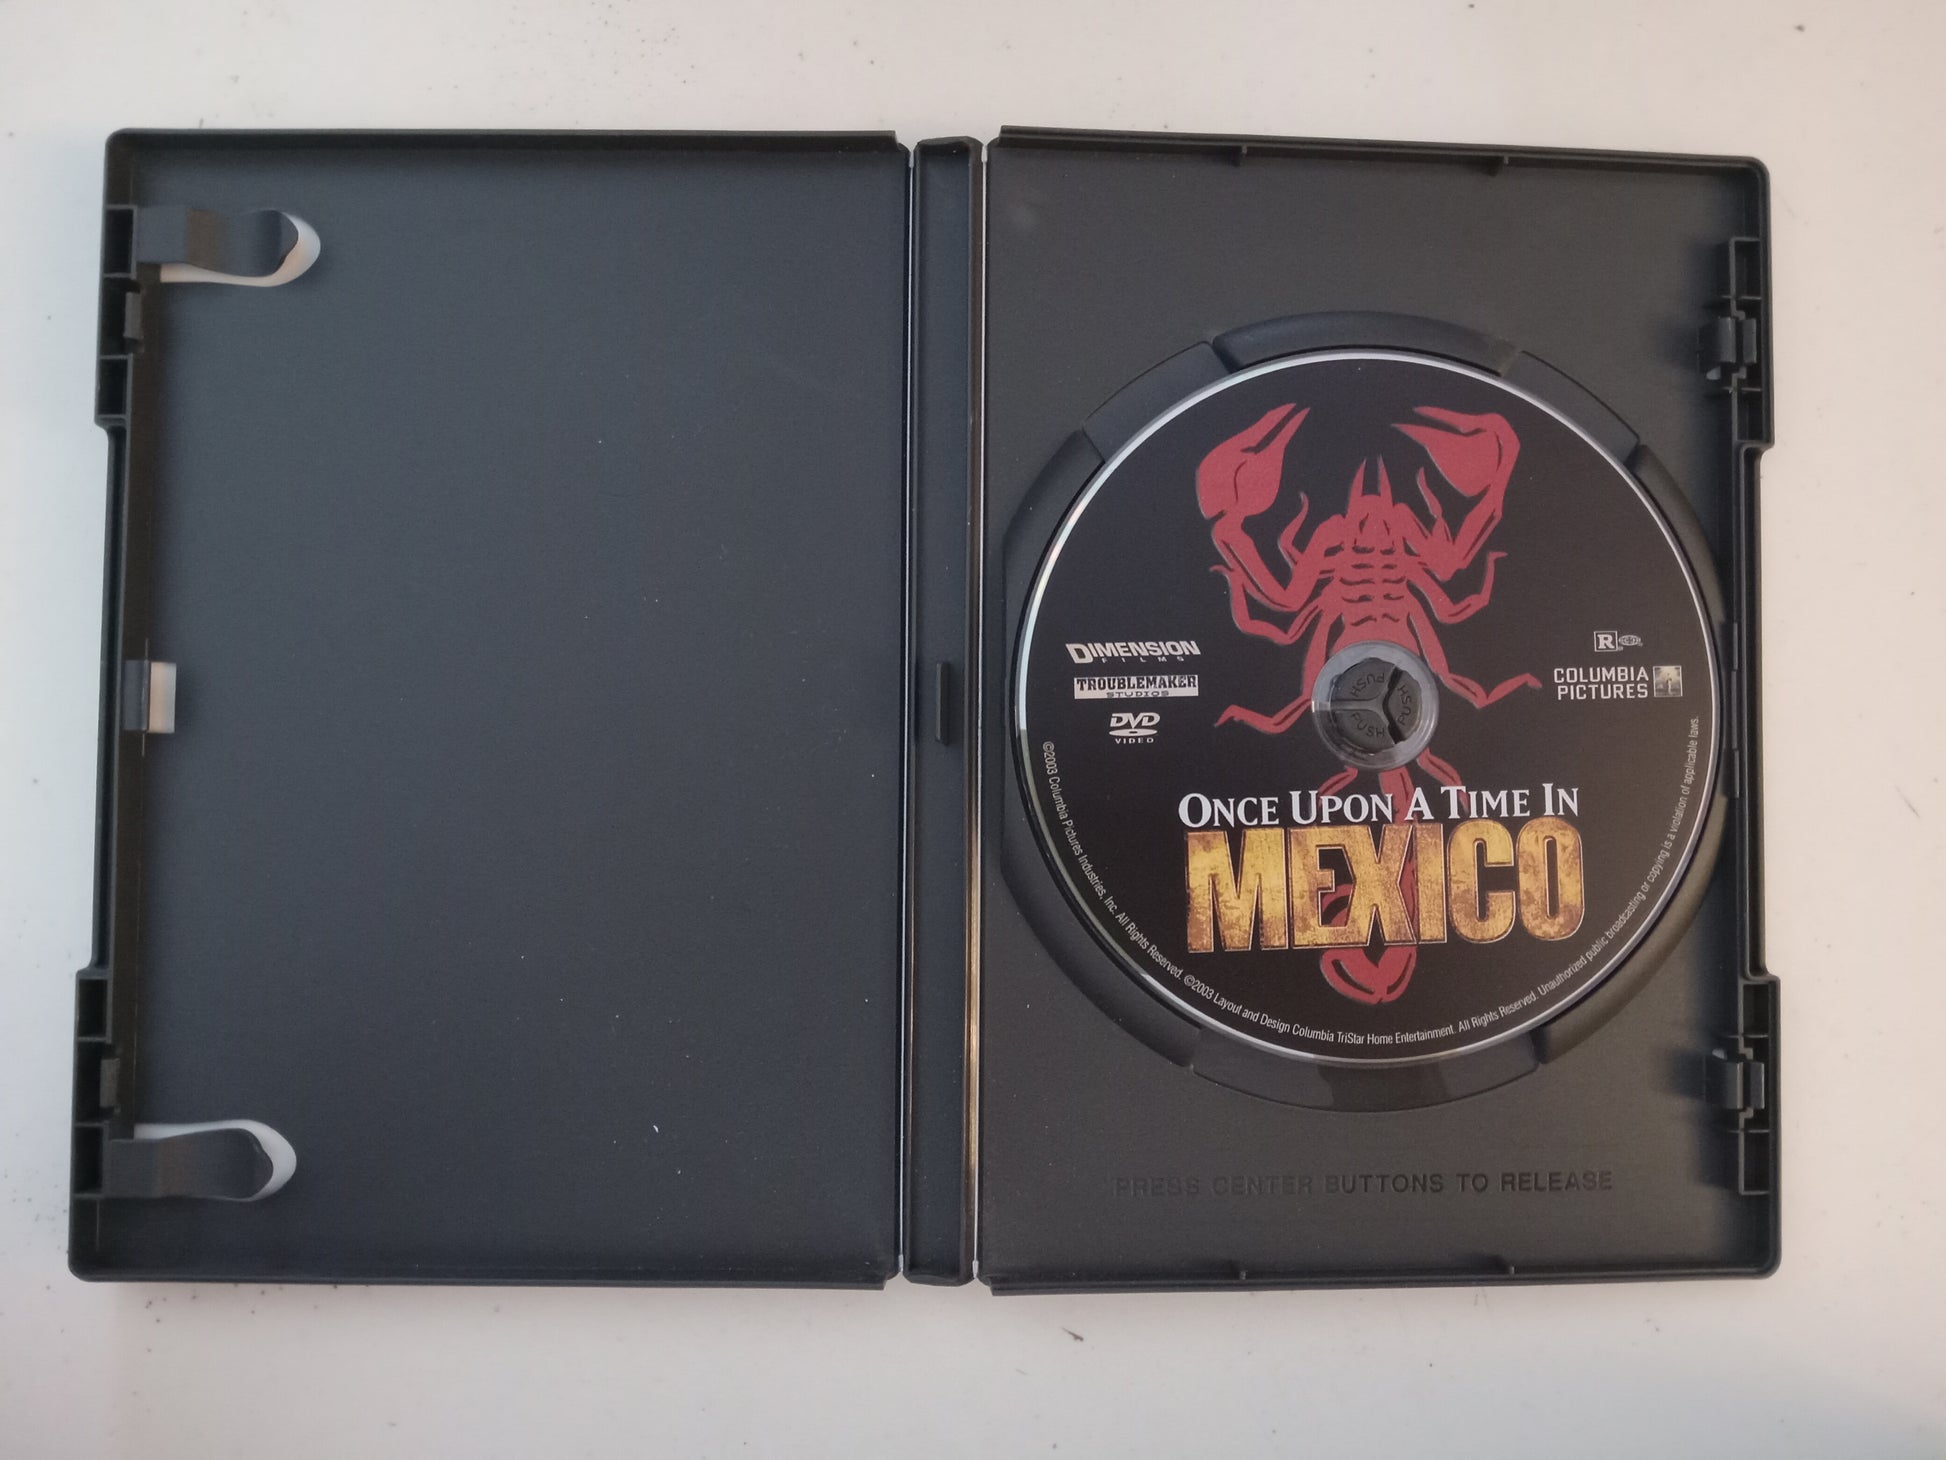 DIMENSION
FILMS
TROUBLEMAKER
STUDIOS
DVD
VIDEO
R
COLUMBIA
PICTURES
PUSH
PUSH
PUSH
ONCE UPON A TIME IN
MEXICO
©2003 Columbia Pictures Industries, Inc. All Rights Reserved. ©2003 Layout and Design Columbia TriStar Home Entertainment. All Rights Reserved. Unauthorized public broadcasting or copying is a violation of applicable laws.
PRESS CENTER BUTTONS TO RELEASE